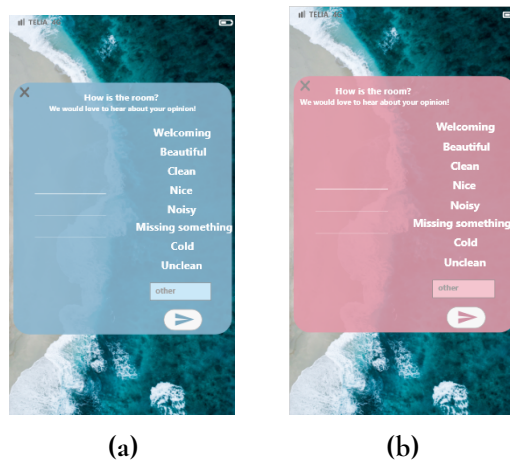 TELIA
How is the room?
We would love to hear about your opinion!
Welcoming
Beautiful
Clean
Nice
Noisy
Missing something
Cold
Unclean
other
(a)
TELIA
How is the room?
We would love to hear about your opinion!
Welcoming
Beautiful
Clean
Nice
Noisy
Missing something
Cold
Unclean
other
(b)